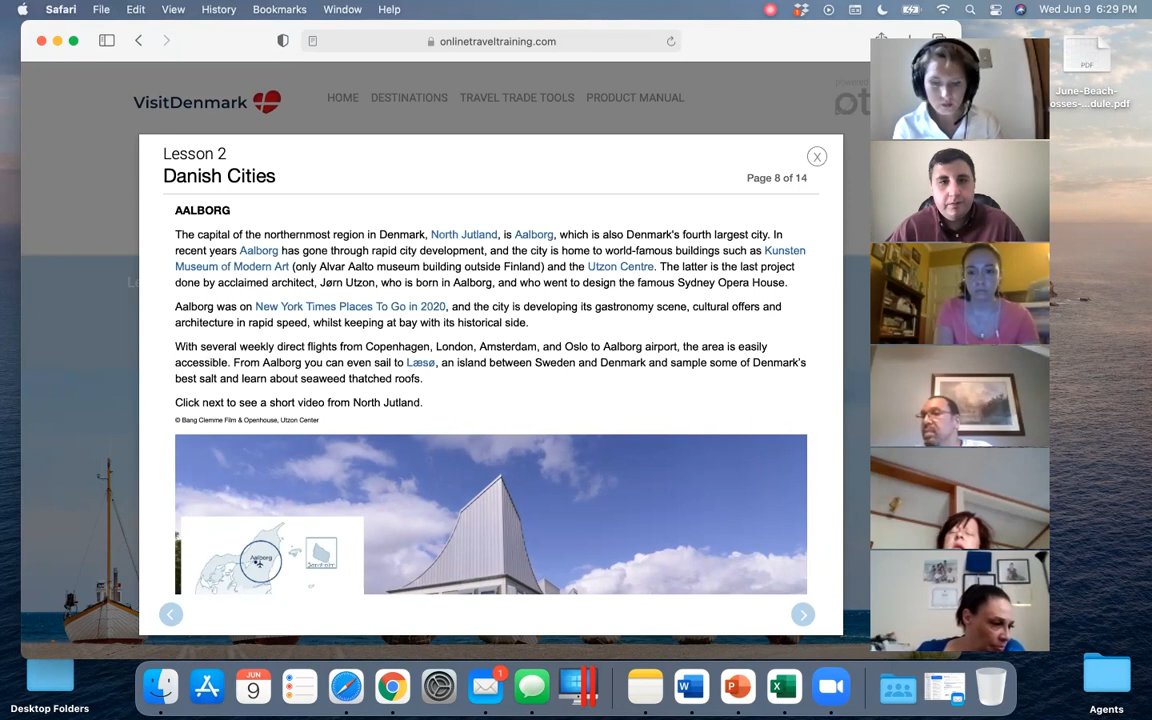 Safari File Edit View History Bookmarks Window Help
Wed Jun 9 6:29 PM
onlinetraveltraining.com
VisitDenmark
HOME DESTINATIONS TRAVEL TRADE TOOLS PRODUCT MANUAL
powered
ot
PDF
June-Beach-
osses-...dule.pdf
Lesson 2
X
Danish Cities
Page 8 of 14
AALBORG
The capital of the northernmost region in Denmark, North Jutland, is Aalborg, which is also Denmark's fourth largest city. In
recent years Aalborg has gone through rapid city development, and the city is home to world-famous buildings such as Kunsten
Museum of Modern Art (only Alvar Aalto museum building outside Finland) and the Utzon Centre. The latter is the last project
done by acclaimed architect, Jørn Utzon, who is born in Aalborg, and who went to design the famous Sydney Opera House.
Aalborg was on New York Times Places To Go in 2020, and the city is developing its gastronomy scene, cultural offers and
architecture in rapid speed, whilst keeping at bay with its historical side.
With several weekly direct flights from Copenhagen, London, Amsterdam, and Oslo to Aalborg airport, the area is easily
accessible. From Aalborg you can even sail to Læsø, an island between Sweden and Denmark and sample some of Denmark's
best salt and learn about seaweed thatched roofs.
Click next to see a short video from North Jutland.
© Bang Clemme Film & Openhouse, Utzon Center
Aalborg
JUN
9
1
W P X
Desktop Folders
Agents